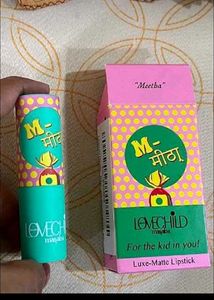 M-
मीठा
LOVECHILD
masaba
"Meetha"
M-
मीठा
LOVECHILD
masaba
For the kid in you!
Luxe-Matte Lipstick